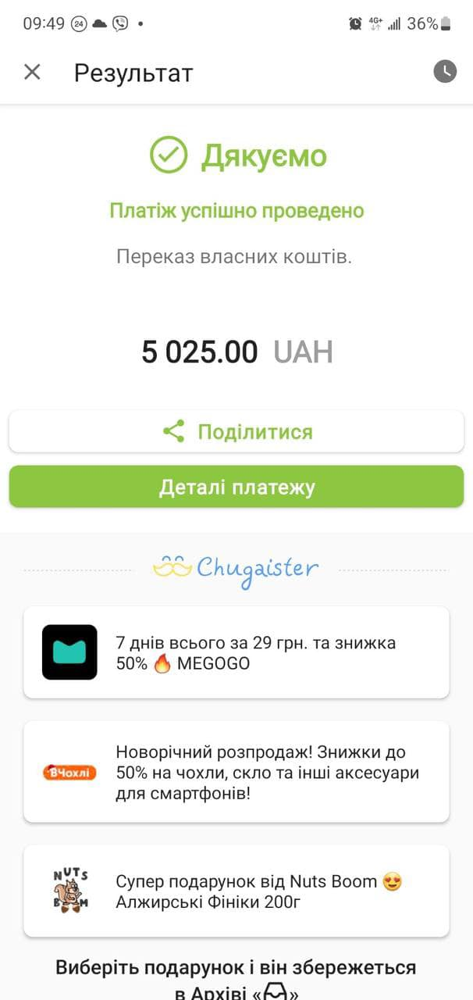 09:49 24
4G+ 36%
Результат
Дякуємо
Платіж успішно проведено
Переказ власних коштів.
5 025.00 UAH
Поділитися
Деталі платежу
Chugaister
7 днів всього за 29 грн. та знижка
50% 🔥 MEGOGO
ВЧохлі
Новорічний розпродаж! Знижки до
50% на чохли, скло та інші аксесуари
для смартфонів!
NUTS
BOOM
Супер подарунок від Nuts Boom 😍
Алжирські Фініки 200г
Виберіть подарунок і він збережеться
в Архіві «»